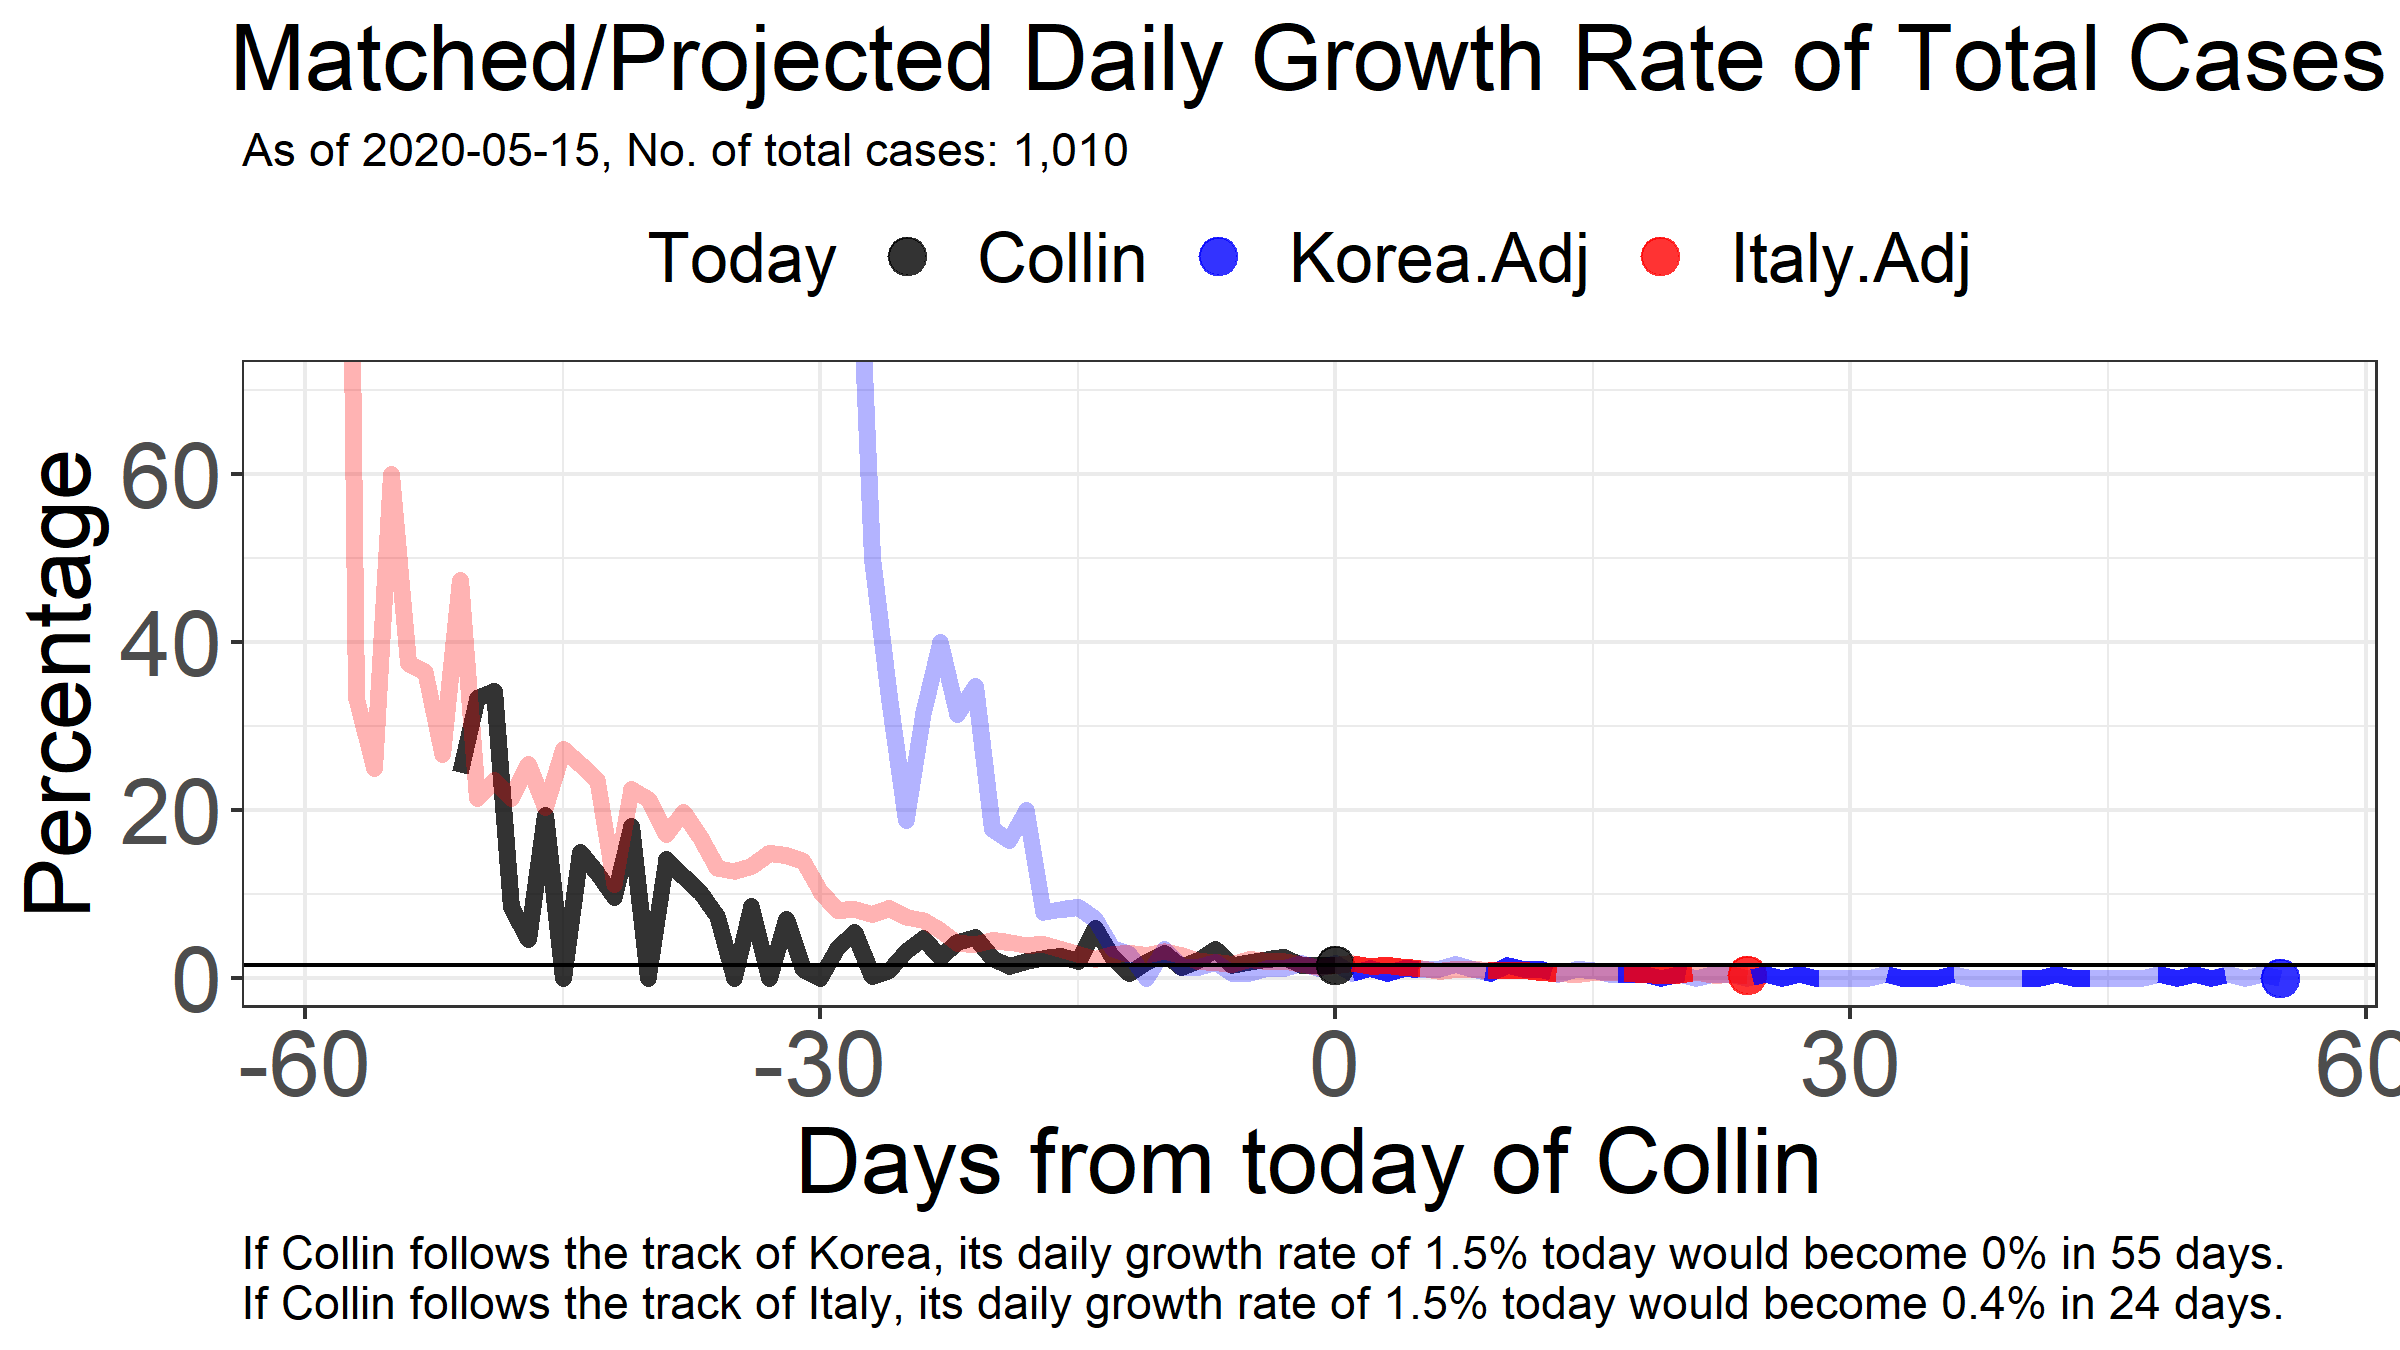 Matched/Projected Daily Growth Rate of Total Cases
As of 2020-05-15, No. of total cases: 1,010
Today Collin Korea.Adj Italy.Adj
Percentage
60
40
20
0
-60 -30 0 30 60
Days from today of Collin
If Collin follows the track of Korea, its daily growth rate of 1.5% today would become 0% in 55 days.
If Collin follows the track of Italy, its daily growth rate of 1.5% today would become 0.4% in 24 days.